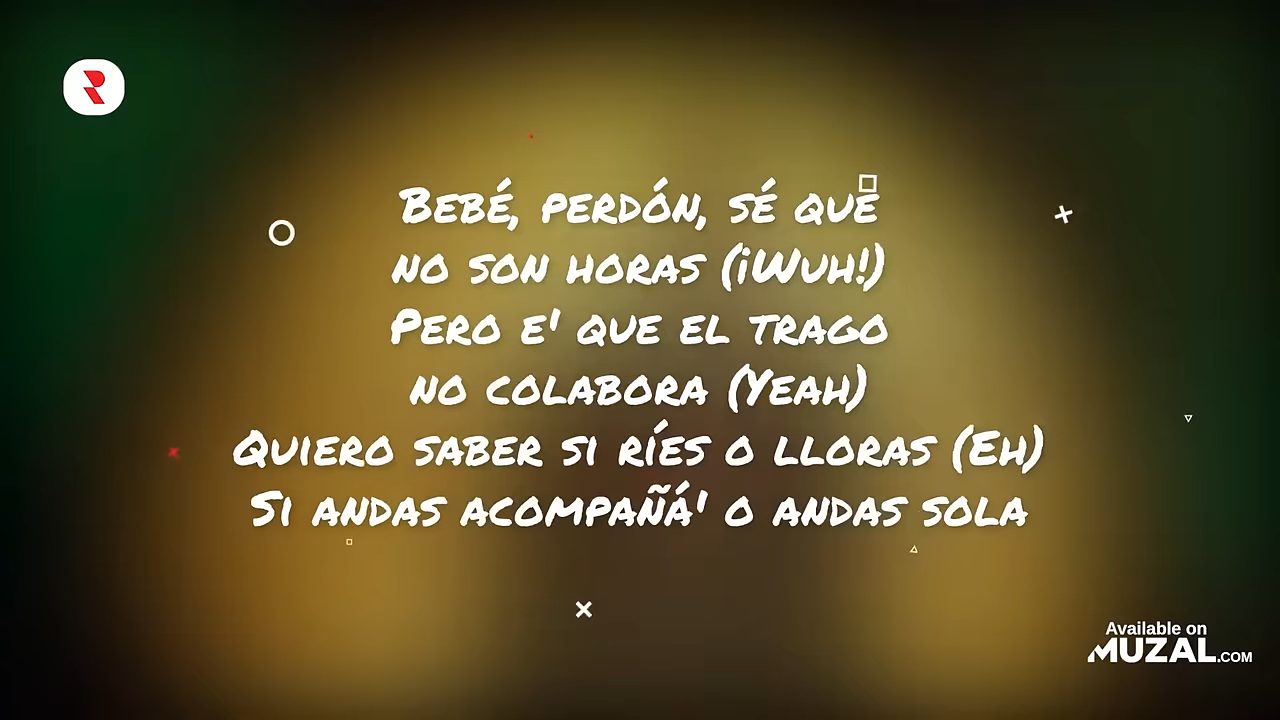 Bebé, perdón, sé que
no son horas (¡Wuh!)
Pero e' que el trago
no colabora (Yeah)
Quiero saber si ríes o lloras (Eh)
Si andas acompañá' o andas sola
Available on
MUZAL.COM